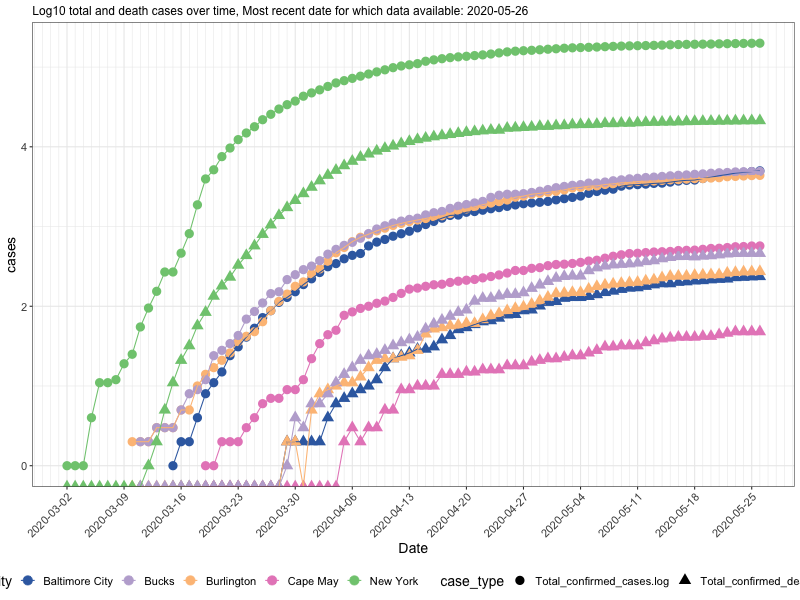 Log10 total and death cases over time, Most recent date for which data available: 2020-05-26
cases
4
2
0
2020-03-02 2020-03-09 2020-03-16 2020-03-23 2020-03-30 2020-04-06 2020-04-13 2020-04-20 2020-04-27 2020-05-04 2020-05-11 2020-05-18 2020-05-25
Date
ity Baltimore City Bucks Burlington Cape May New York case_type Total_confirmed_cases.log Total_confirmed_de